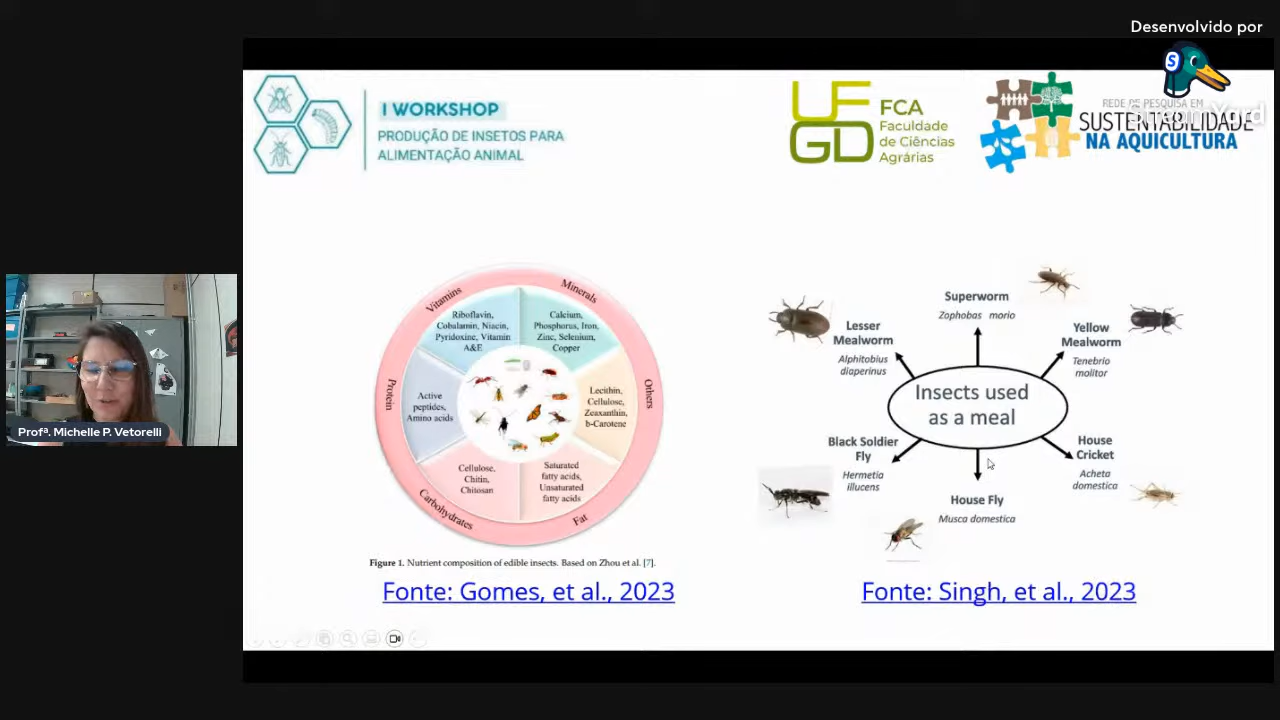 Desenvolvido por
S
StreamYard
I WORKSHOP
PRODUÇÃO DE INSETOS PARA
ALIMENTAÇÃO ANIMAL
UF
GD
FCA
Faculdade
de Ciências
Agrárias
REDE DE PESQUISA EM
SUSTENTABILIDADE
NA AQUICULTURA
Vitamins
Riboflavin,
Cobalamin, Niacin,
Pyridoxine, Vitamin
A&E
Minerals
Calcium,
Phosphorus, Iron,
Zinc, Selenium,
Copper
Protein
Active
peptides,
Amino acids
Others
Lecithin,
Cellulose,
Zeaxanthin,
b-Carotene
Carbohydrates
Cellulose,
Chitin,
Chitosan
Fat
Saturated
fatty acids,
Unsaturated
fatty acids
Figure 1. Nutrient composition of edible insects. Based on Zhou et al. [7].
Fonte: Gomes, et al., 2023
Superworm
Zophobas morio
Lesser
Mealworm
Alphitobius
diaperinus
Yellow
Mealworm
Tenebrio
molitor
Insects used
as a meal
Black Soldier
Fly
Hermetia
illucens
House
Cricket
Acheta
domestica
House Fly
Musca domestica
Fonte: Singh, et al., 2023
Profª. Michelle P. Vetorelli